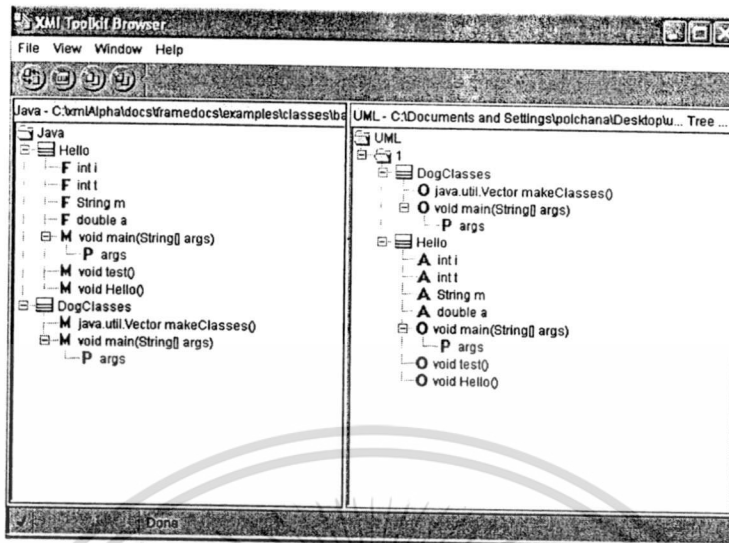 XMI Toolkit Browser
File View Window Help
Java - C:\xmiAlpha\docs\framedocs\examples\classes\ba
Java
Hello
F int i
F int t
F String m
F double a
M void main(String[] args)
P args
M void test()
M void Hello()
DogClasses
M java.util.Vector makeClasses()
M void main(String[] args)
P args
UML - C:\Documents and Settings\polchana\Desktop\u... Tree ...
UML
1
DogClasses
O java.util.Vector makeClasses()
O void main(String[] args)
P args
Hello
A int i
A int t
A String m
A double a
O void main(String[] args)
P args
O void test()
O void Hello()
Done